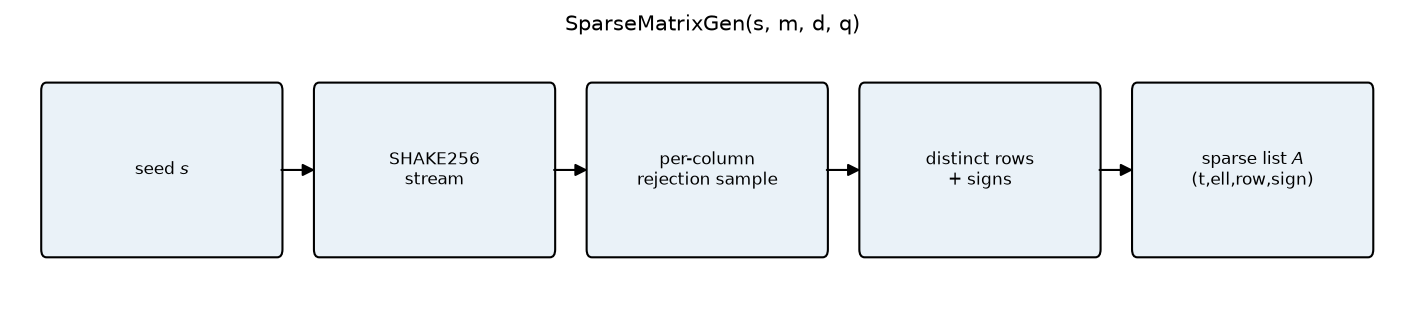 SparseMatrixGen(s, m, d, q)
seed s
SHAKE256
stream
per-column
rejection sample
distinct rows
+ signs
sparse list A
(t,ell,row,sign)